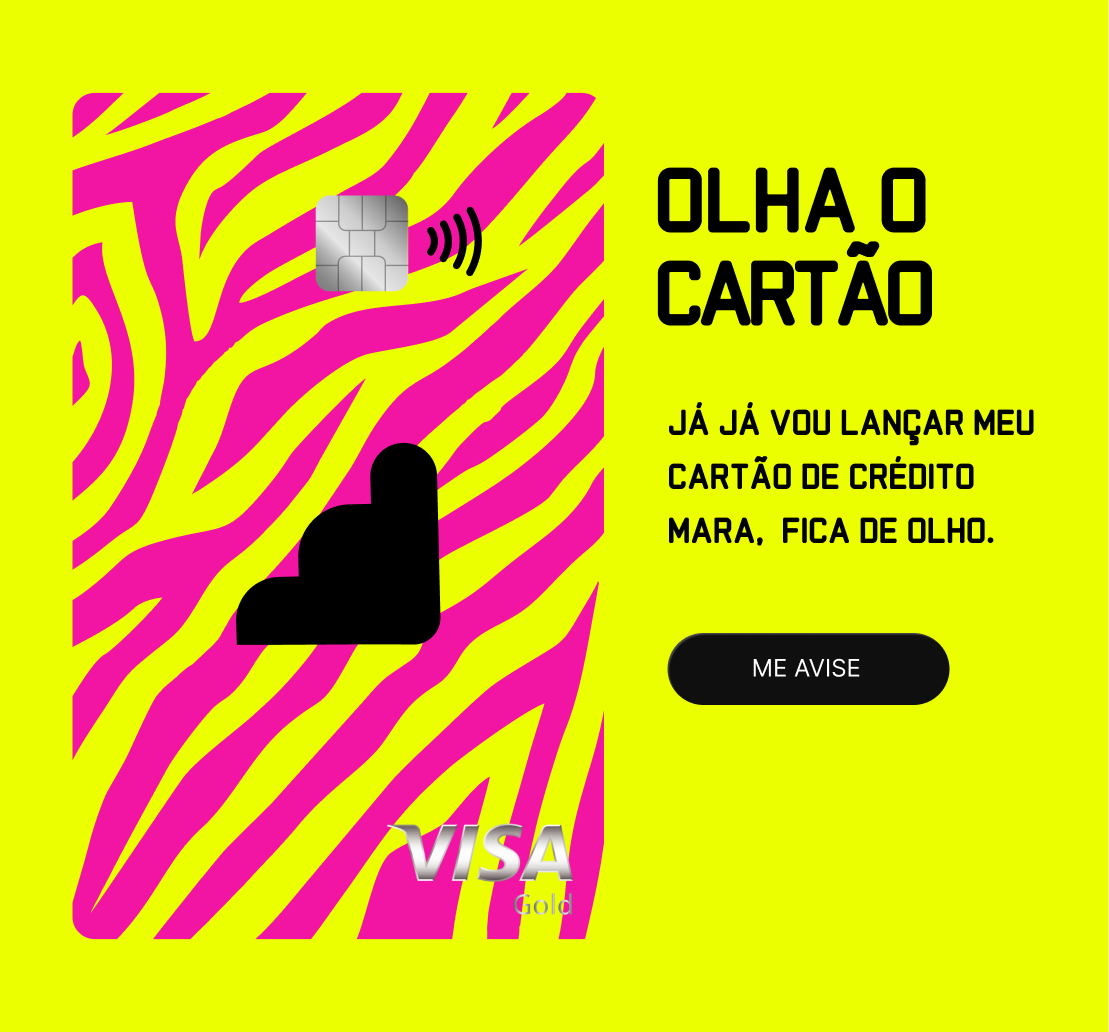 OLHA O
CARTÃO
JÁ JÁ VOU LANÇAR MEU
CARTÃO DE CRÉDITO
MARA,  FICA DE OLHO.
ME AVISE
VISA
Gold